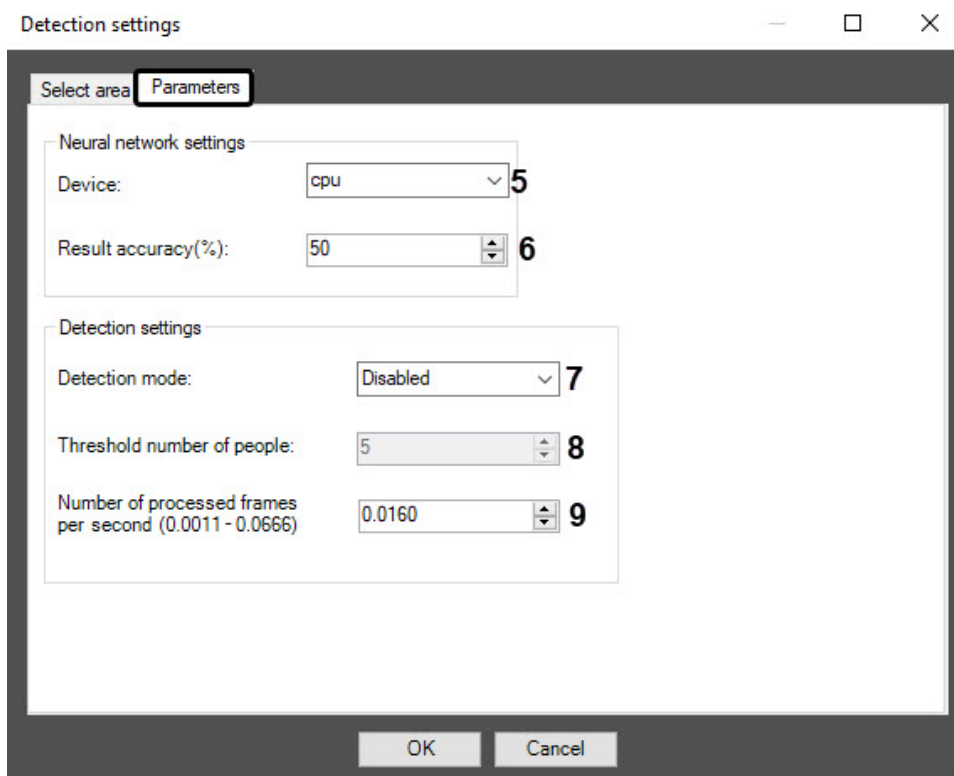 Detection settings
Select area Parameters
Neural network settings
Device: cpu 5
Result accuracy(%): 50 6
Detection settings
Detection mode: Disabled 7
Threshold number of people: 5 8
Number of processed frames
per second (0.0011 - 0.0666) 0.0160 9
OK Cancel